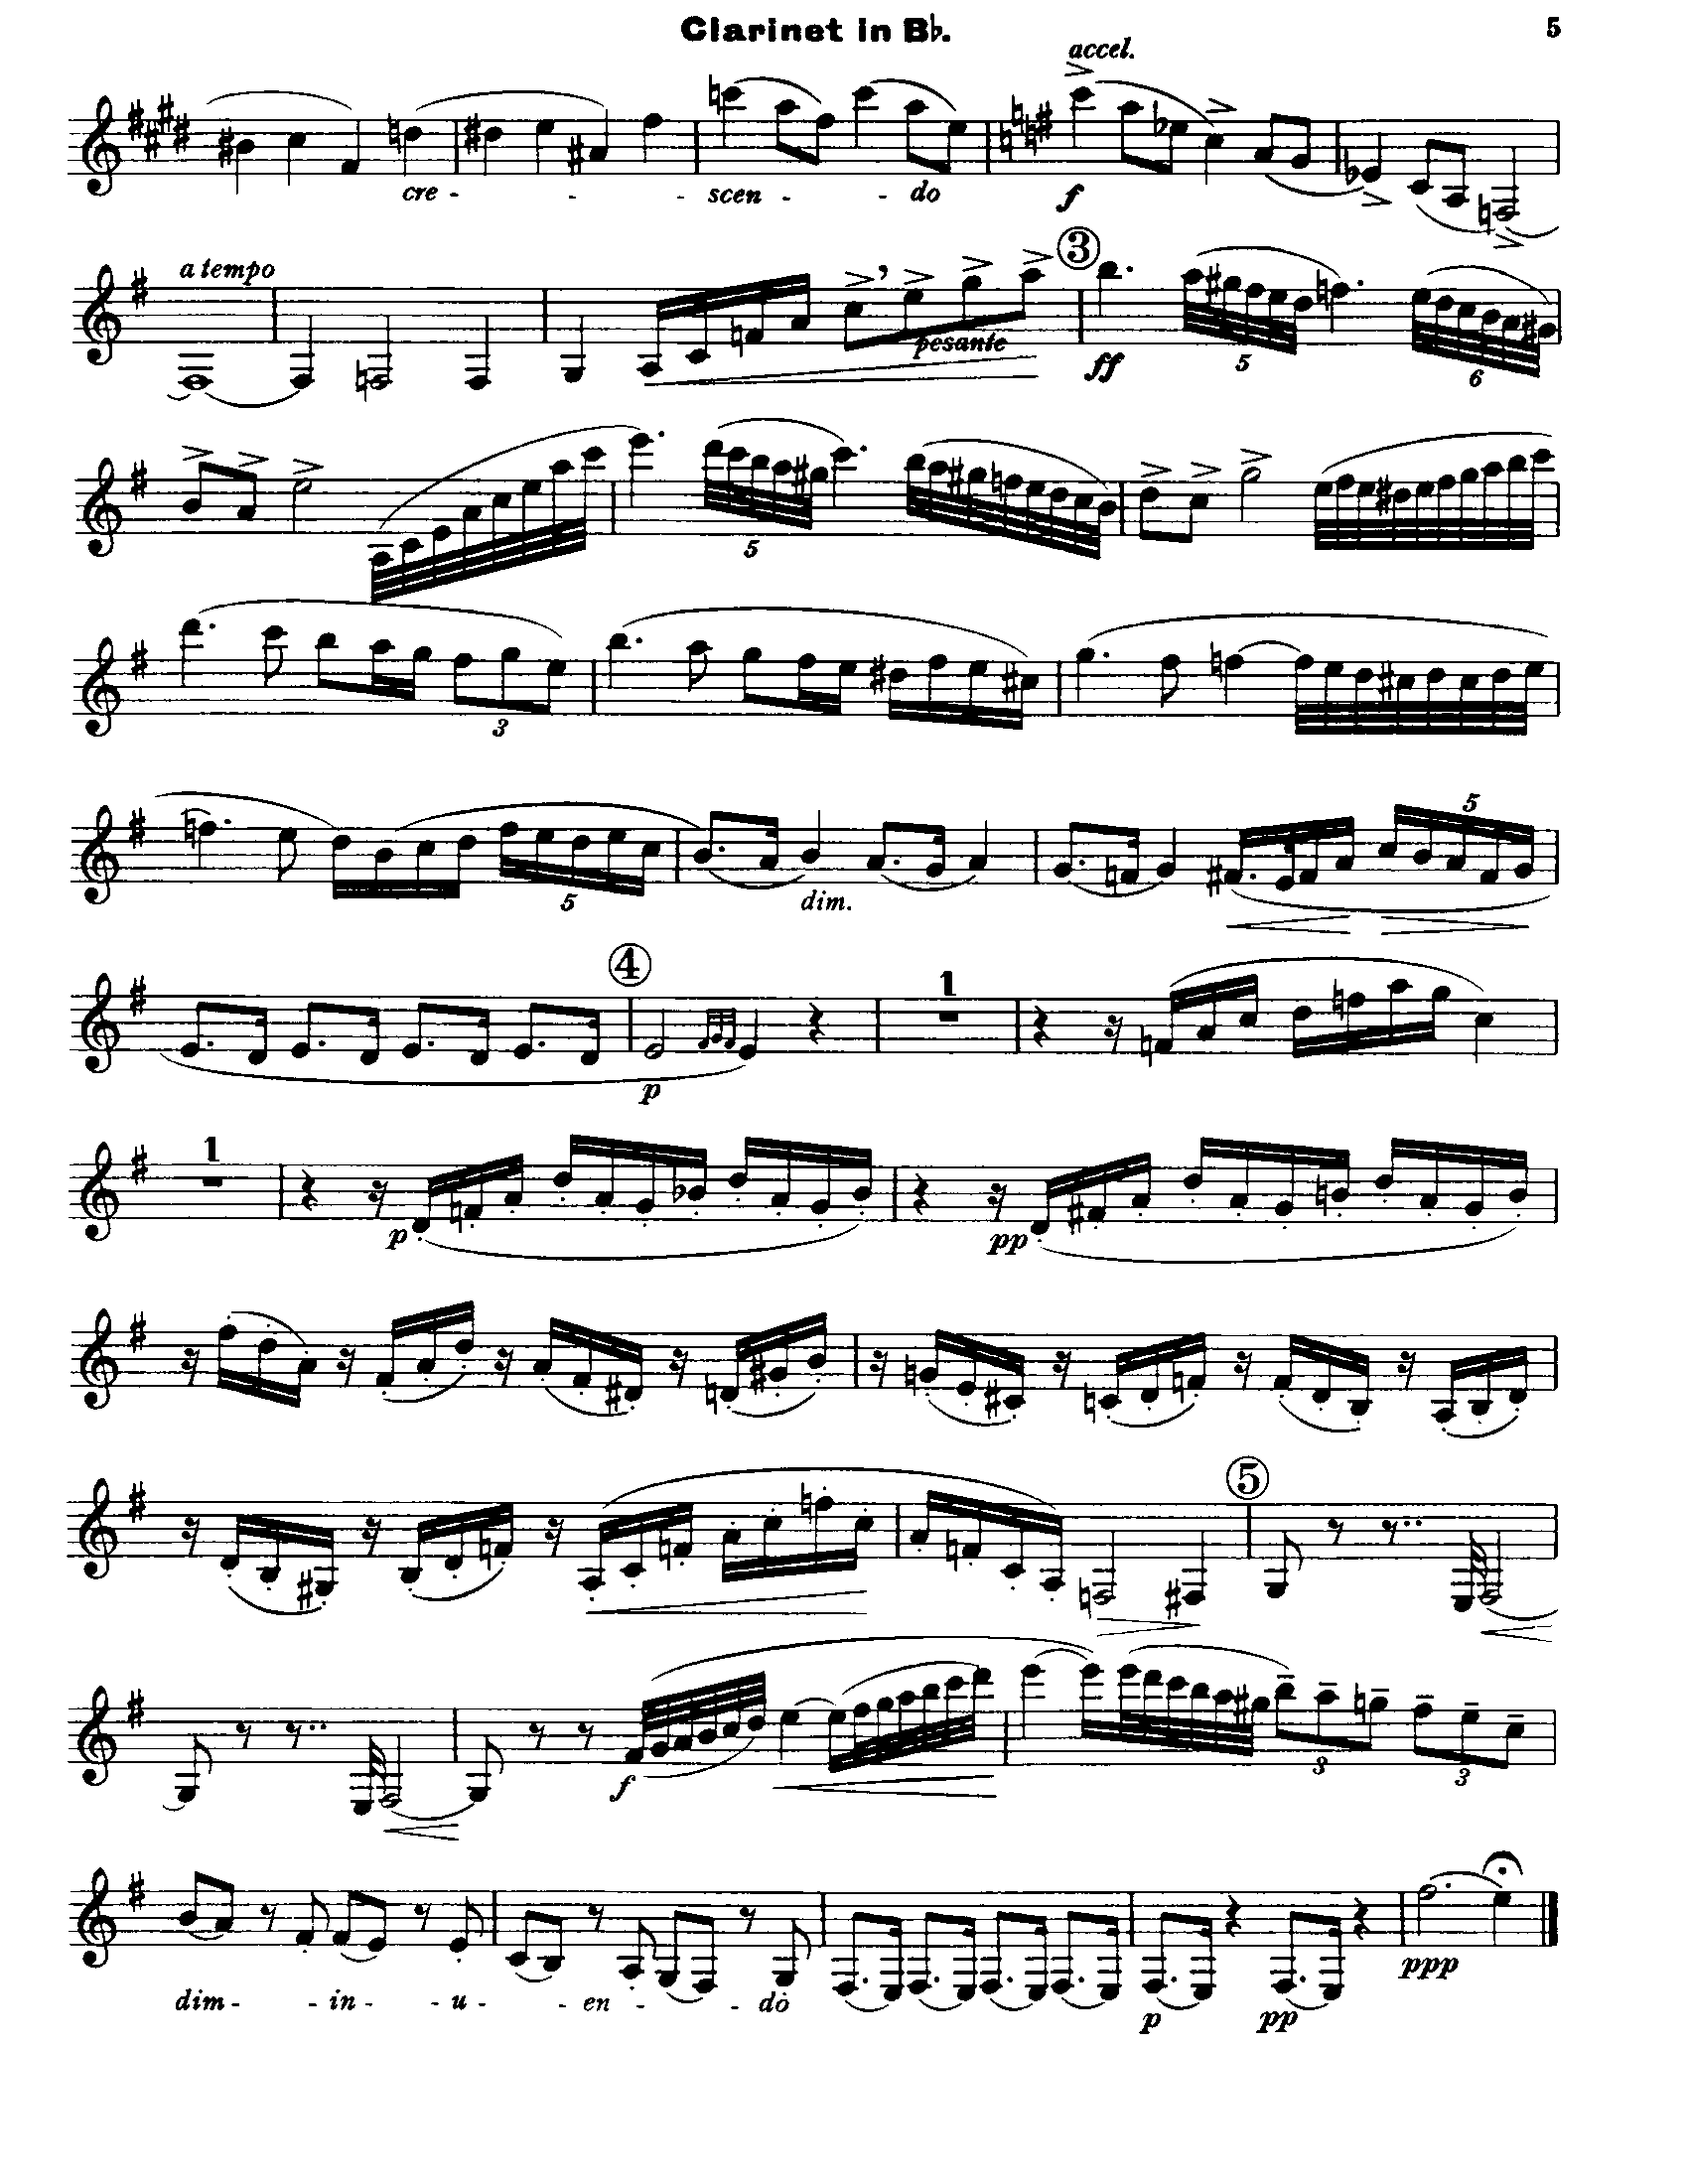 Clarinet in B♭. 5
accel.
cre - - - scen - - do f
a tempo 3
pesante
ff 5 6
5
3
5
dim. 5
4 1
p
1
p pp
5
f 3 3
dim - - in - - u - - en - - do
p pp ppp